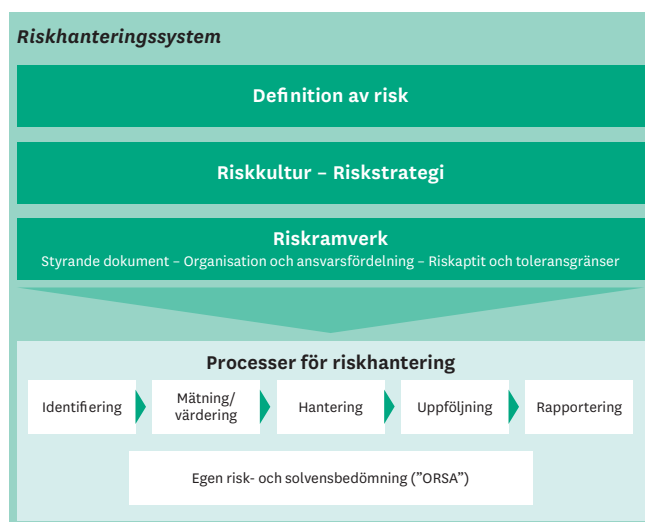 Riskhanteringssystem
Definition av risk
Riskkultur – Riskstrategi
Riskramverk
Styrande dokument – Organisation och ansvarsfördelning – Riskaptit och toleransgränser
Processer för riskhantering
Identifiering
Mätning/
värdering
Hantering
Uppföljning
Rapportering
Egen risk- och solvensbedömning (”ORSA”)